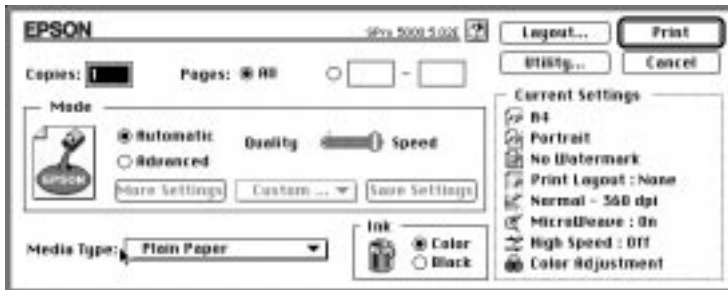 EPSON SPro 5000 5.02E
Layout... Print
Utility... Cancel
Copies: 1 Pages: All -
Mode
Automatic
Advanced
Quality Speed
EPSON
More Settings Custom ... Save Settings
Media Type: Plain Paper
Ink
Color
Black
Current Settings
A4
Portrait
No Watermark
Print Layout : None
Normal - 360 dpi
MicroWeave : On
High Speed : Off
Color Adjustment